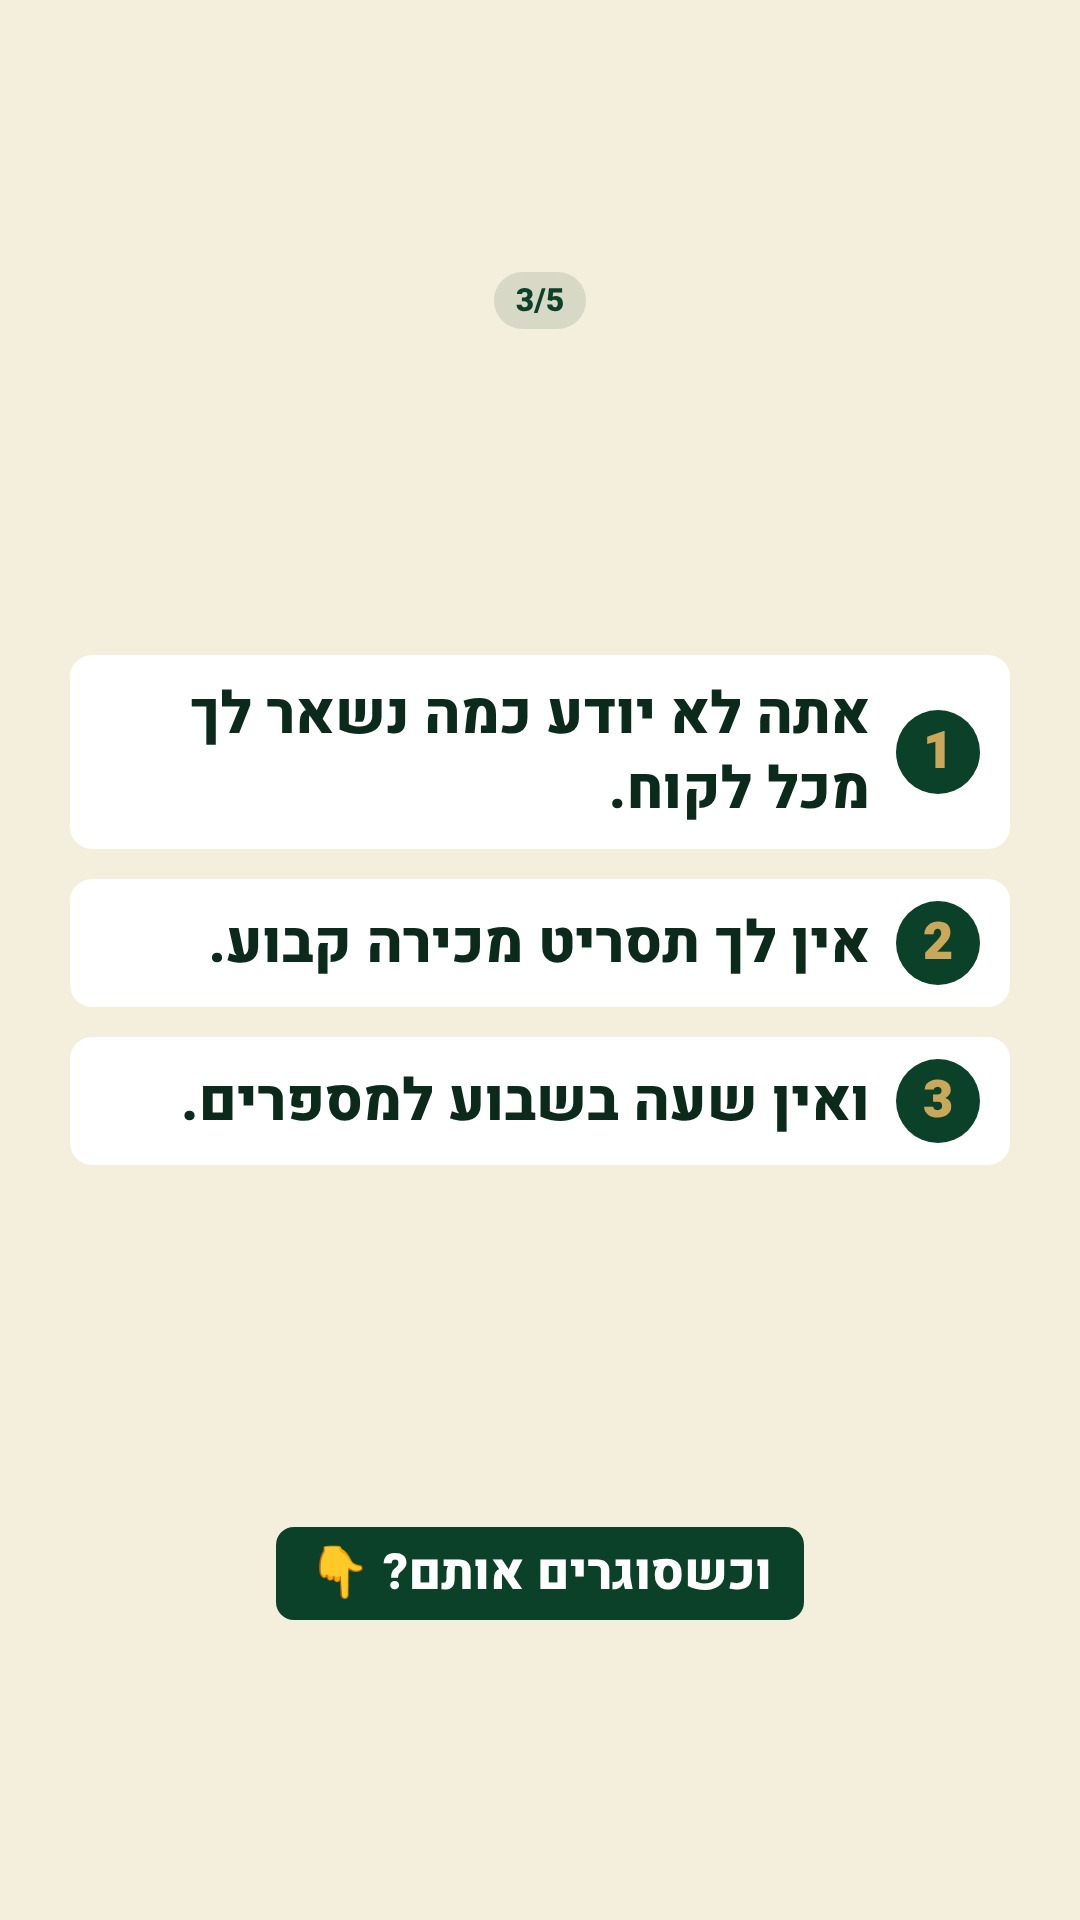 3/5
1
אתה לא יודע כמה נשאר לך
מכל לקוח.
2
אין לך תסריט מכירה קבוע.
3
ואין שעה בשבוע למספרים.
וכשסוגרים אותם? 👇